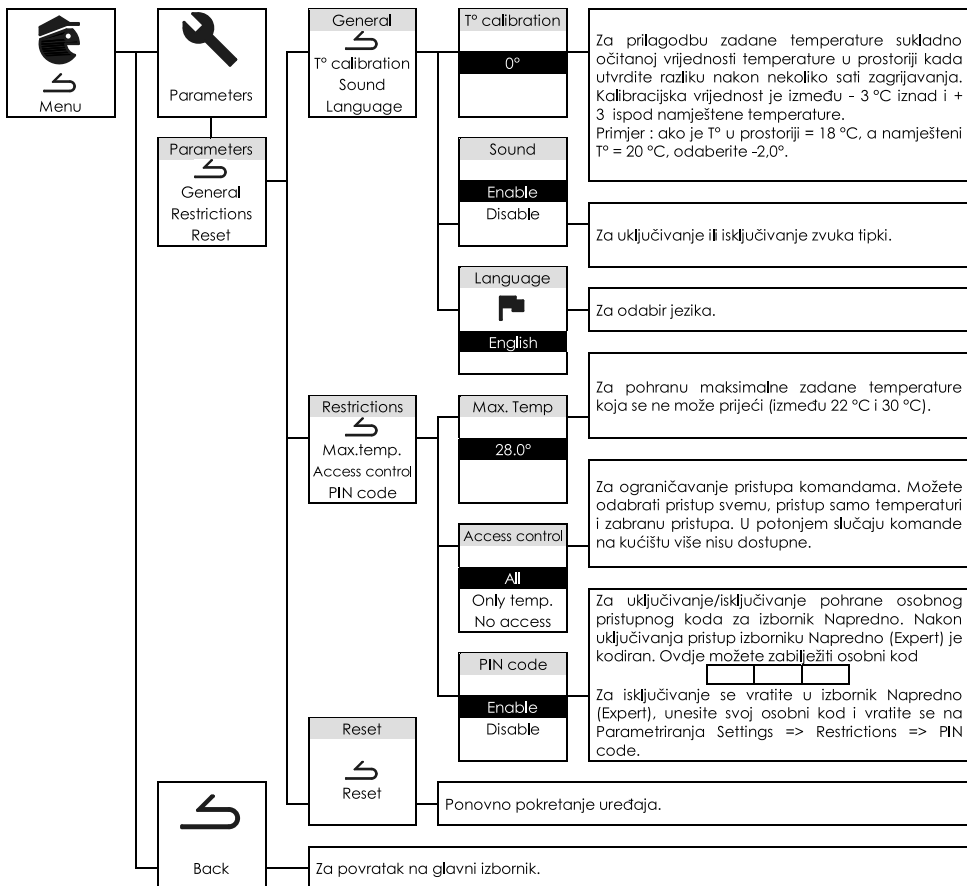 Menu
Parameters
Parameters
General
Restrictions
Reset
General
T° calibration
Sound
Language
T° calibration
0°
Za prilagodbu zadane temperature sukladno
očitanoj vrijednosti temperature u prostoriji kada
utvrdite razliku nakon nekoliko sati zagrijavanja.
Kalibracijska vrijednost je između - 3 °C iznad i +
3 ispod namještene temperature.
Primjer : ako je T° u prostoriji = 18 °C, a namješteni
T° = 20 °C, odaberite -2,0°.
Sound
Enable
Disable
Za uključivanje ili isključivanje zvuka tipki.
Language
English
Za odabir jezika.
Restrictions
Max.temp.
Access control
PIN code
Max. Temp
28.0°
Za pohranu maksimalne zadane temperature
koja se ne može prijeći (između 22 °C i 30 °C).
Access control
All
Only temp.
No access
Za ograničavanje pristupa komandama. Možete
odabrati pristup svemu, pristup samo temperaturi
i zabranu pristupa. U potonjem slučaju komande
na kućištu više nisu dostupne.
PIN code
Enable
Disable
Za uključivanje/isključivanje pohrane osobnog
pristupnog koda za izbornik Napredno. Nakon
uključivanja pristup izborniku Napredno (Expert) je
kodiran. Ovdje možete zabilježiti osobni kod
Za isključivanje se vratite u izbornik Napredno
(Expert), unesite svoj osobni kod i vratite se na
Parametriranja Settings => Restrictions => PIN
code.
Reset
Reset
Ponovno pokretanje uređaja.
Back
Za povratak na glavni izbornik.